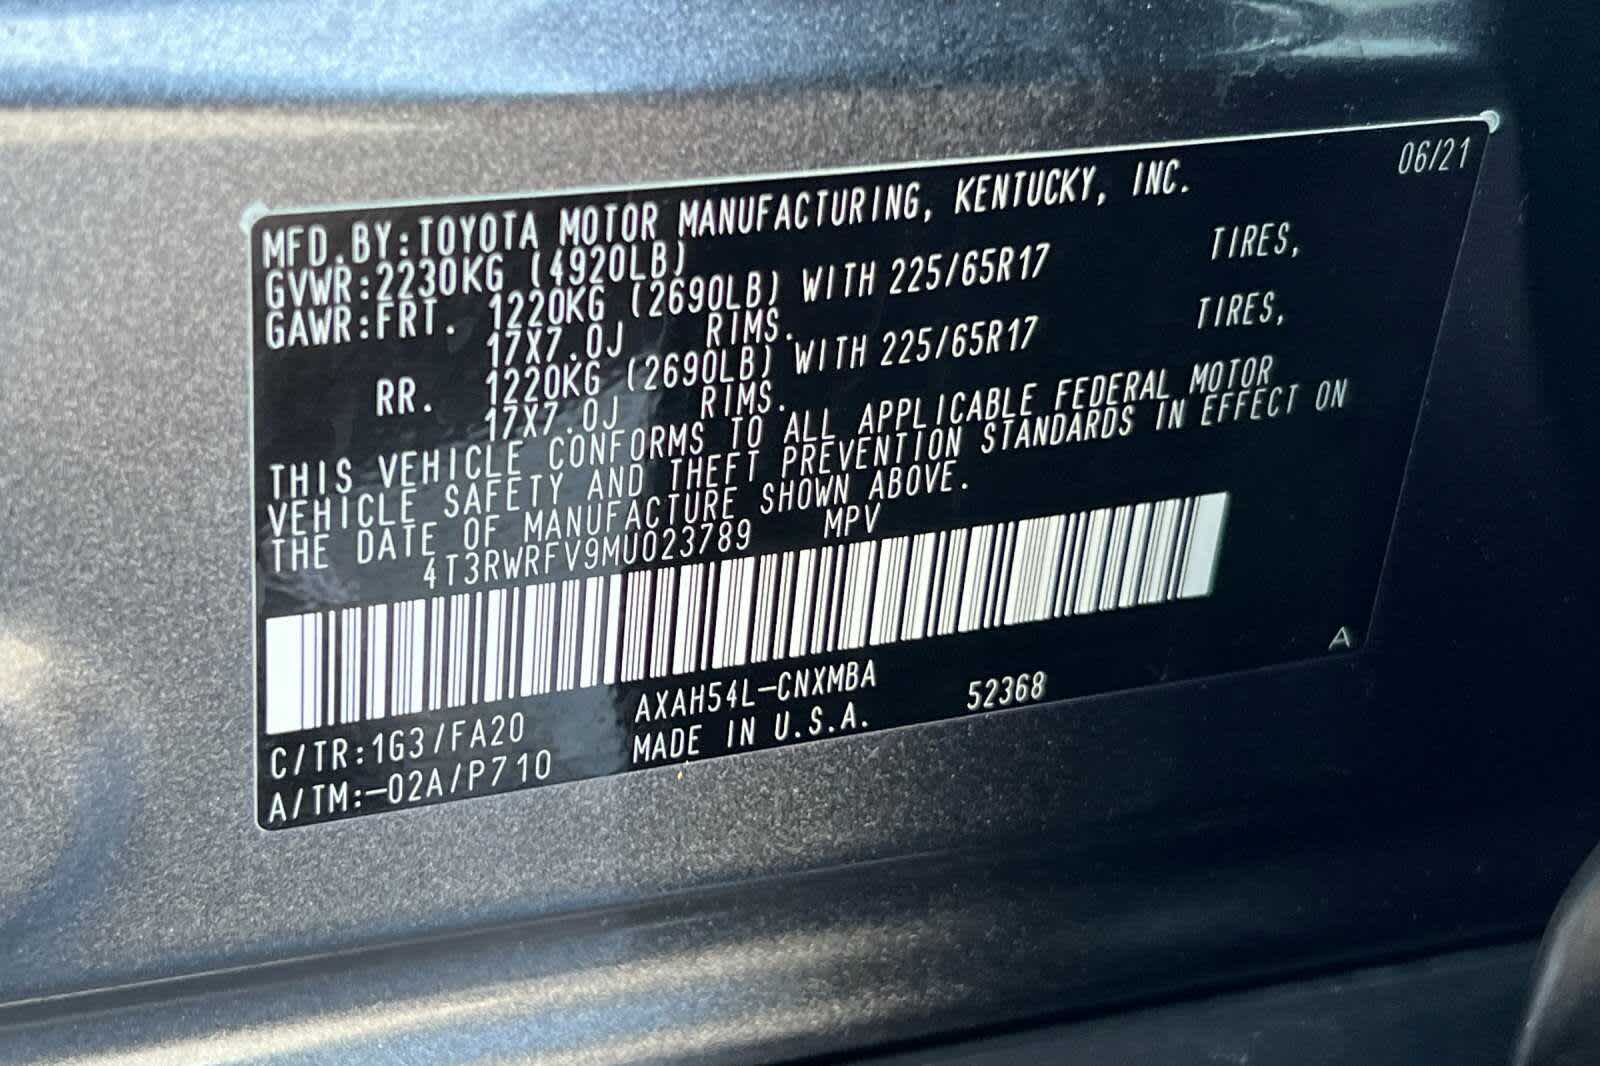 06/21
MFD.BY:TOYOTA MOTOR MANUFACTURING, KENTUCKY, INC.
GVWR:2230KG (4920LB)
GAWR:FRT. 1220KG (2690LB) WITH 225/65R17 TIRES,
17X7.0J RIMS.
RR. 1220KG (2690LB) WITH 225/65R17 TIRES,
17X7.0J RIMS.
THIS VEHICLE CONFORMS TO ALL APPLICABLE FEDERAL MOTOR
VEHICLE SAFETY AND THEFT PREVENTION STANDARDS IN EFFECT ON
THE DATE OF MANUFACTURE SHOWN ABOVE.
4T3RWRFV9MU023789 MPV
A
C/TR:1G3/FA20 AXAH54L-CNXMBA 52368
A/TM:-02A/P710 MADE IN U.S.A.